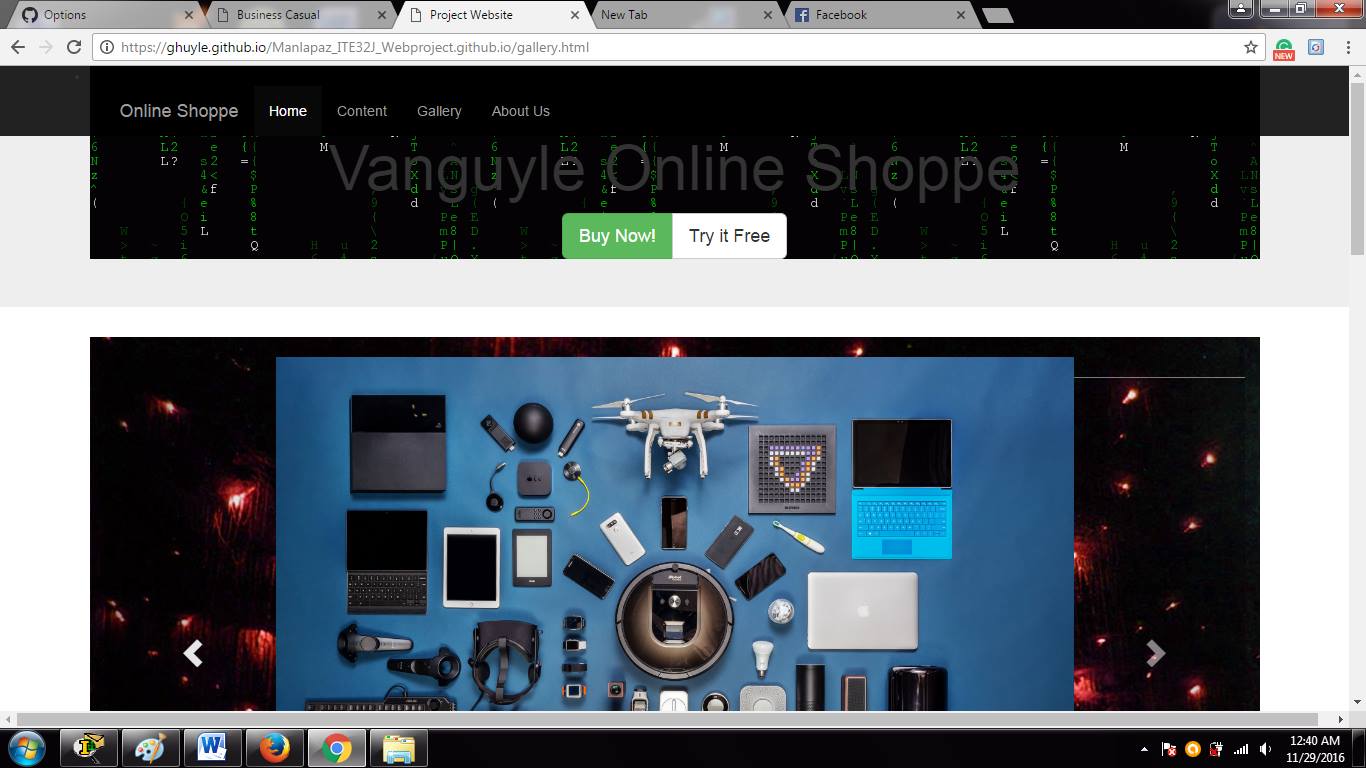 Options
Business Casual
Project Website
New Tab
Facebook
https://ghuyle.github.io/Manlapaz_ITE32J_Webproject.github.io/gallery.html
NEW
Online Shoppe
Home
Content
Gallery
About Us
Vanguyle Online Shoppe
Buy Now!
Try it Free
12:40 AM
11/29/2016